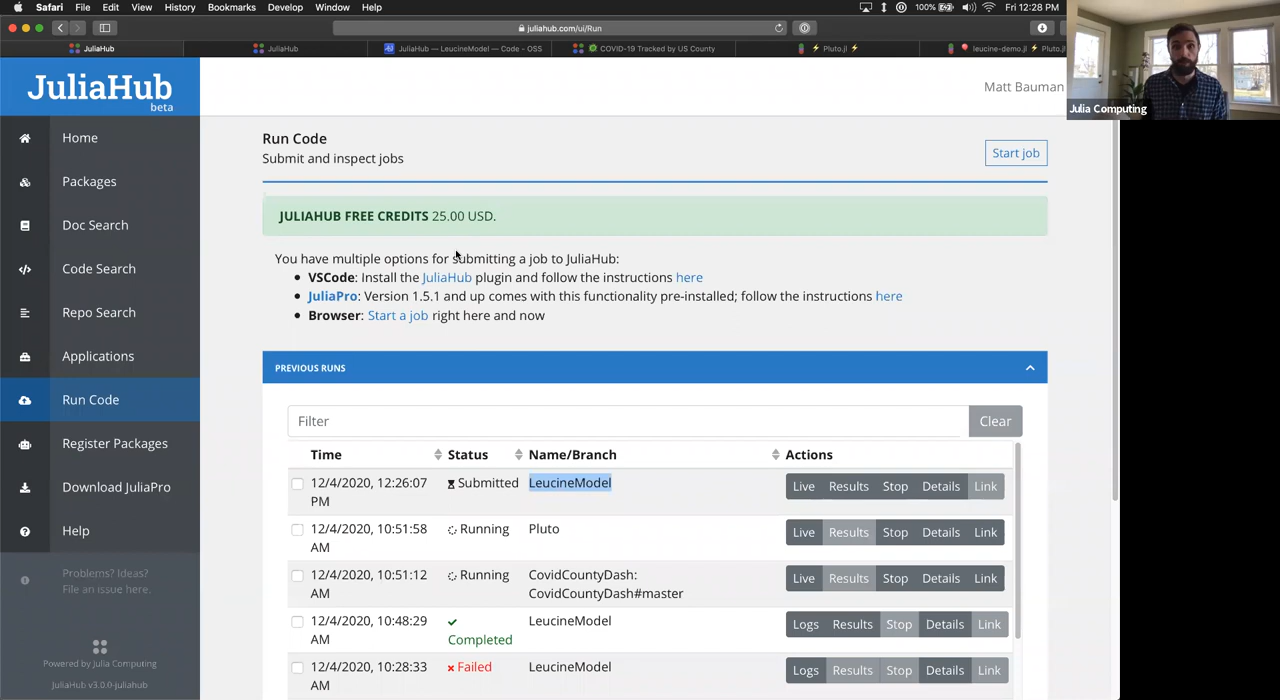 Safari File Edit View History Bookmarks Develop Window Help 100% Fri Dec 4 12:28 PM
juliahub.com/ui/Run
JuliaHub JuliaHub JuliaHub — LeucineModel — Code - OSS COVID-19 Tracked by US County ⚡ Pluto.jl ⚡ leucine-demo.jl ⚡ Pluto.jl
Julia Computing
JuliaHub
beta
Matt Bauman
Home
Packages
Doc Search
Code Search
Repo Search
Applications
Run Code
Register Packages
Download JuliaPro
Help
Problems? Ideas?
File an issue here.
Powered by Julia Computing
JuliaHub v3.0.0-juliahub
Run Code
Submit and inspect jobs
Start job
JULIAHUB FREE CREDITS 25.00 USD.
You have multiple options for submitting a job to JuliaHub:
• VSCode: Install the JuliaHub plugin and follow the instructions here
• JuliaPro: Version 1.5.1 and up comes with this functionality pre-installed; follow the instructions here
• Browser: Start a job right here and now
PREVIOUS RUNS
Filter Clear
Time Status Name/Branch Actions
12/4/2020, 12:26:07 Submitted LeucineModel Live Results Stop Details Link
PM
12/4/2020, 10:51:58 Running Pluto Live Results Stop Details Link
AM
12/4/2020, 10:51:12 Running CovidCountyDash: Live Results Stop Details Link
AM CovidCountyDash#master
12/4/2020, 10:48:29 LeucineModel Logs Results Stop Details Link
AM Completed
12/4/2020, 10:28:33 Failed LeucineModel Logs Results Stop Details Link
AM